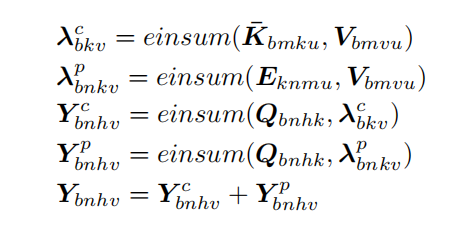 λ^c_{bkv} = einsum(K̄_{bmku}, V_{bmvu})
λ^p_{bnkv} = einsum(E_{knmu}, V_{bmvu})
Y^c_{bnhv} = einsum(Q_{bnhk}, λ^c_{bkv})
Y^p_{bnhv} = einsum(Q_{bnhk}, λ^p_{bnkv})
Y_{bnhv} = Y^c_{bnhv} + Y^p_{bnhv}